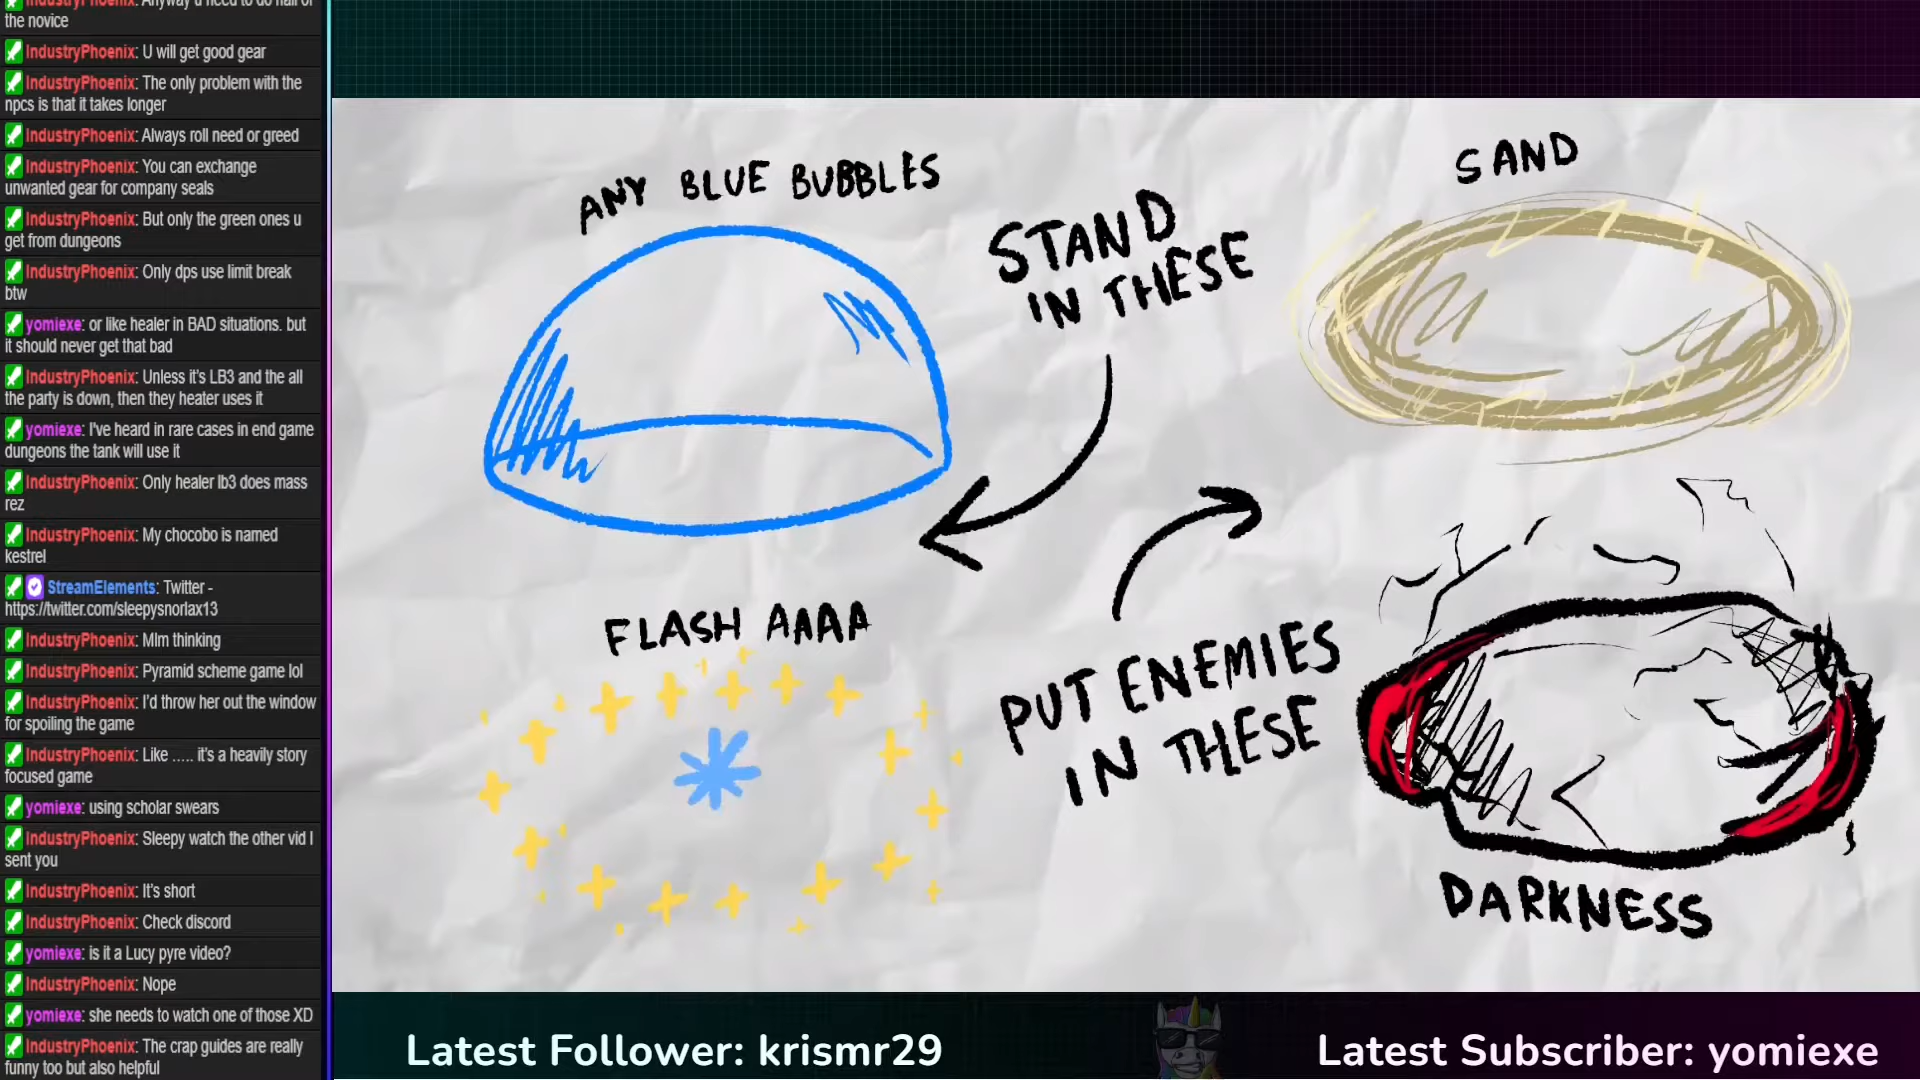 IndustryPhoenix: Anyway u need to do hall of
the novice
IndustryPhoenix: U will get good gear
IndustryPhoenix: The only problem with the
npcs is that it takes longer
IndustryPhoenix: Always roll need or greed
IndustryPhoenix: You can exchange
unwanted gear for company seals
IndustryPhoenix: But only the green ones u
get from dungeons
IndustryPhoenix: Only dps use limit break
btw
yomiexe: or like healer in BAD situations. but
it should never get that bad
IndustryPhoenix: Unless it's LB3 and the all
the party is down, then they heater uses it
yomiexe: I've heard in rare cases in end game
dungeons the tank will use it
IndustryPhoenix: Only healer lb3 does mass
rez
IndustryPhoenix: My chocobo is named
kestrel
StreamElements: Twitter -
https://twitter.com/sleepysnorlax13
IndustryPhoenix: Mlm thinking
IndustryPhoenix: Pyramid scheme game lol
IndustryPhoenix: I'd throw her out the window
for spoiling the game
IndustryPhoenix: Like ..... it's a heavily story
focused game
yomiexe: using scholar swears
IndustryPhoenix: Sleepy watch the other vid I
sent you
IndustryPhoenix: It's short
IndustryPhoenix: Check discord
yomiexe: is it a Lucy pyre video?
IndustryPhoenix: Nope
yomiexe: she needs to watch one of those XD
IndustryPhoenix: The crap guides are really
funny too but also helpful
ANY BLUE BUBBLES
STAND
IN THESE
SAND
FLASH AAAA
PUT ENEMIES
IN THESE
DARKNESS
Latest Follower: krismr29
Latest Subscriber: yomiexe